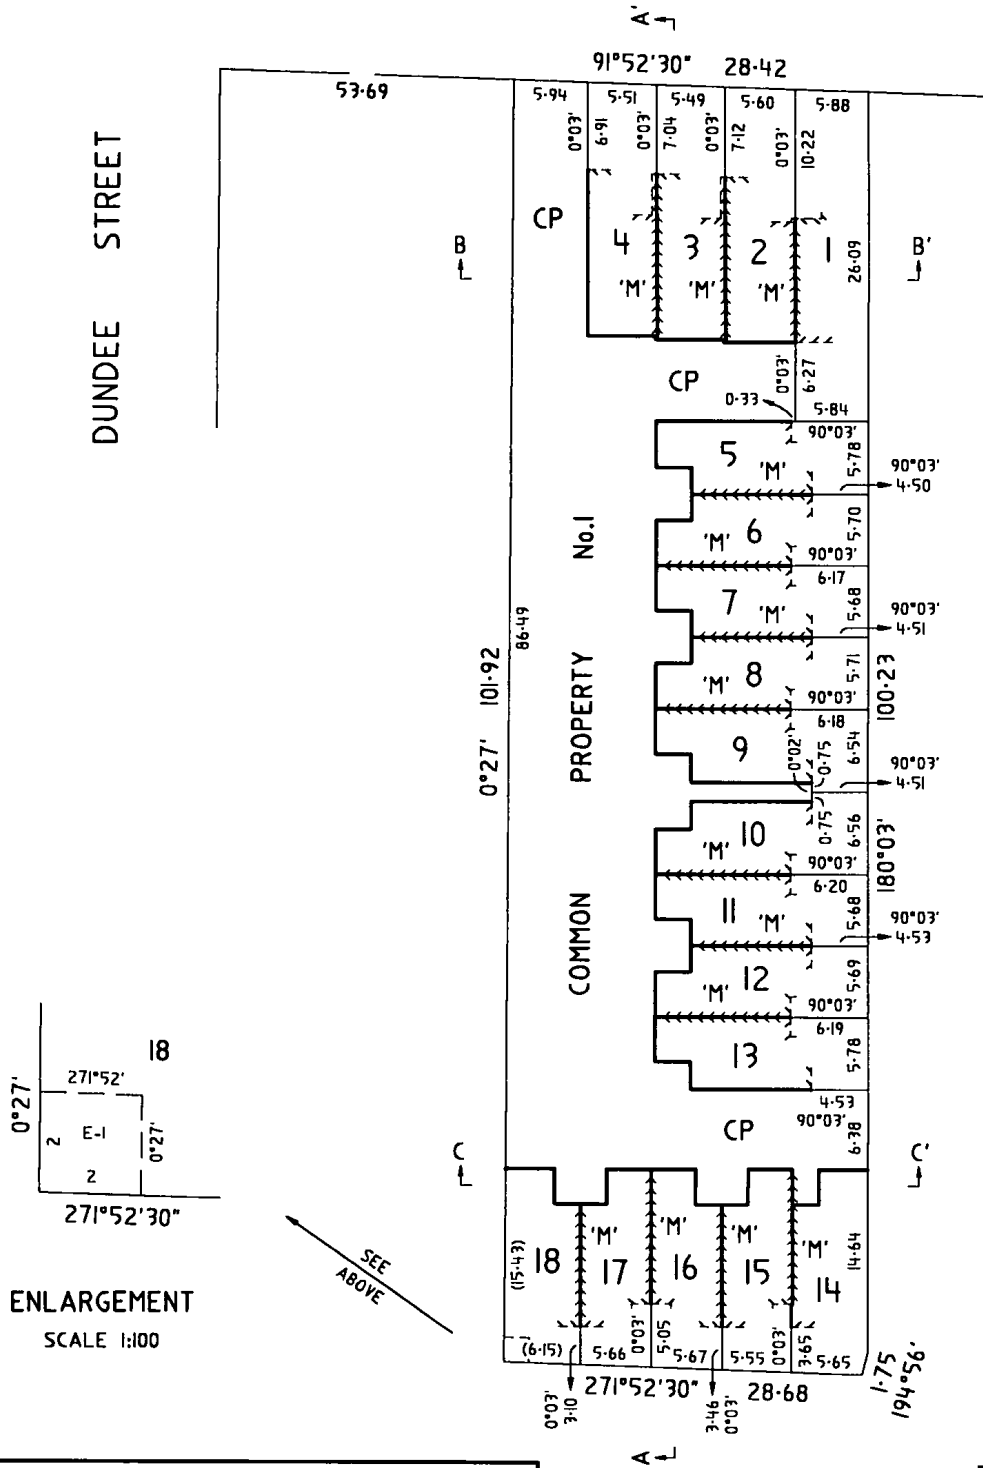 A'
91°52'30" 28·42
53·69
5·94 5·51 5·49 5·60 5·88
0°03' 6·91 0°03' 7·04 0°03' 7·12 0°03' 10·22
DUNDEE STREET
CP
B B'
4 3 2 1
26·09
'M' 'M' 'M'
CP
0°03' 6·27
0·33
5·84
90°03'
5 5·78
'M' 90°03'
4·50
5·70
'M' 6
90°03'
6·17
7 5·68
'M' 90°03'
4·51
5·71
'M' 8
90°03'
6·18
9 6·54
0°02' 0·75
90°03'
4·51
0·75
10 6·56
'M' 90°03'
6·20
11 5·68
'M' 90°03'
4·53
5·69
'M' 12
90°03'
6·19
13 5·78
4·53
90°03'
6·38
100·23
180°03'
COMMON PROPERTY No.1
86·49
0°27' 101·92
CP
C C'
'M' 'M' 'M' 'M'
18 17 16 15 14
(15·43) 14·64
0°03' 5·05 0°03' 3·65
(6·15) 5·66 5·67 5·55 5·65
271°52'30" 28·68
0°03' 3·10
3·46 0°03'
1·75
194°56'
A
18
0°27' 271°52'
E-1
2 0°27'
2
271°52'30"
SEE
ABOVE
ENLARGEMENT
SCALE 1:100